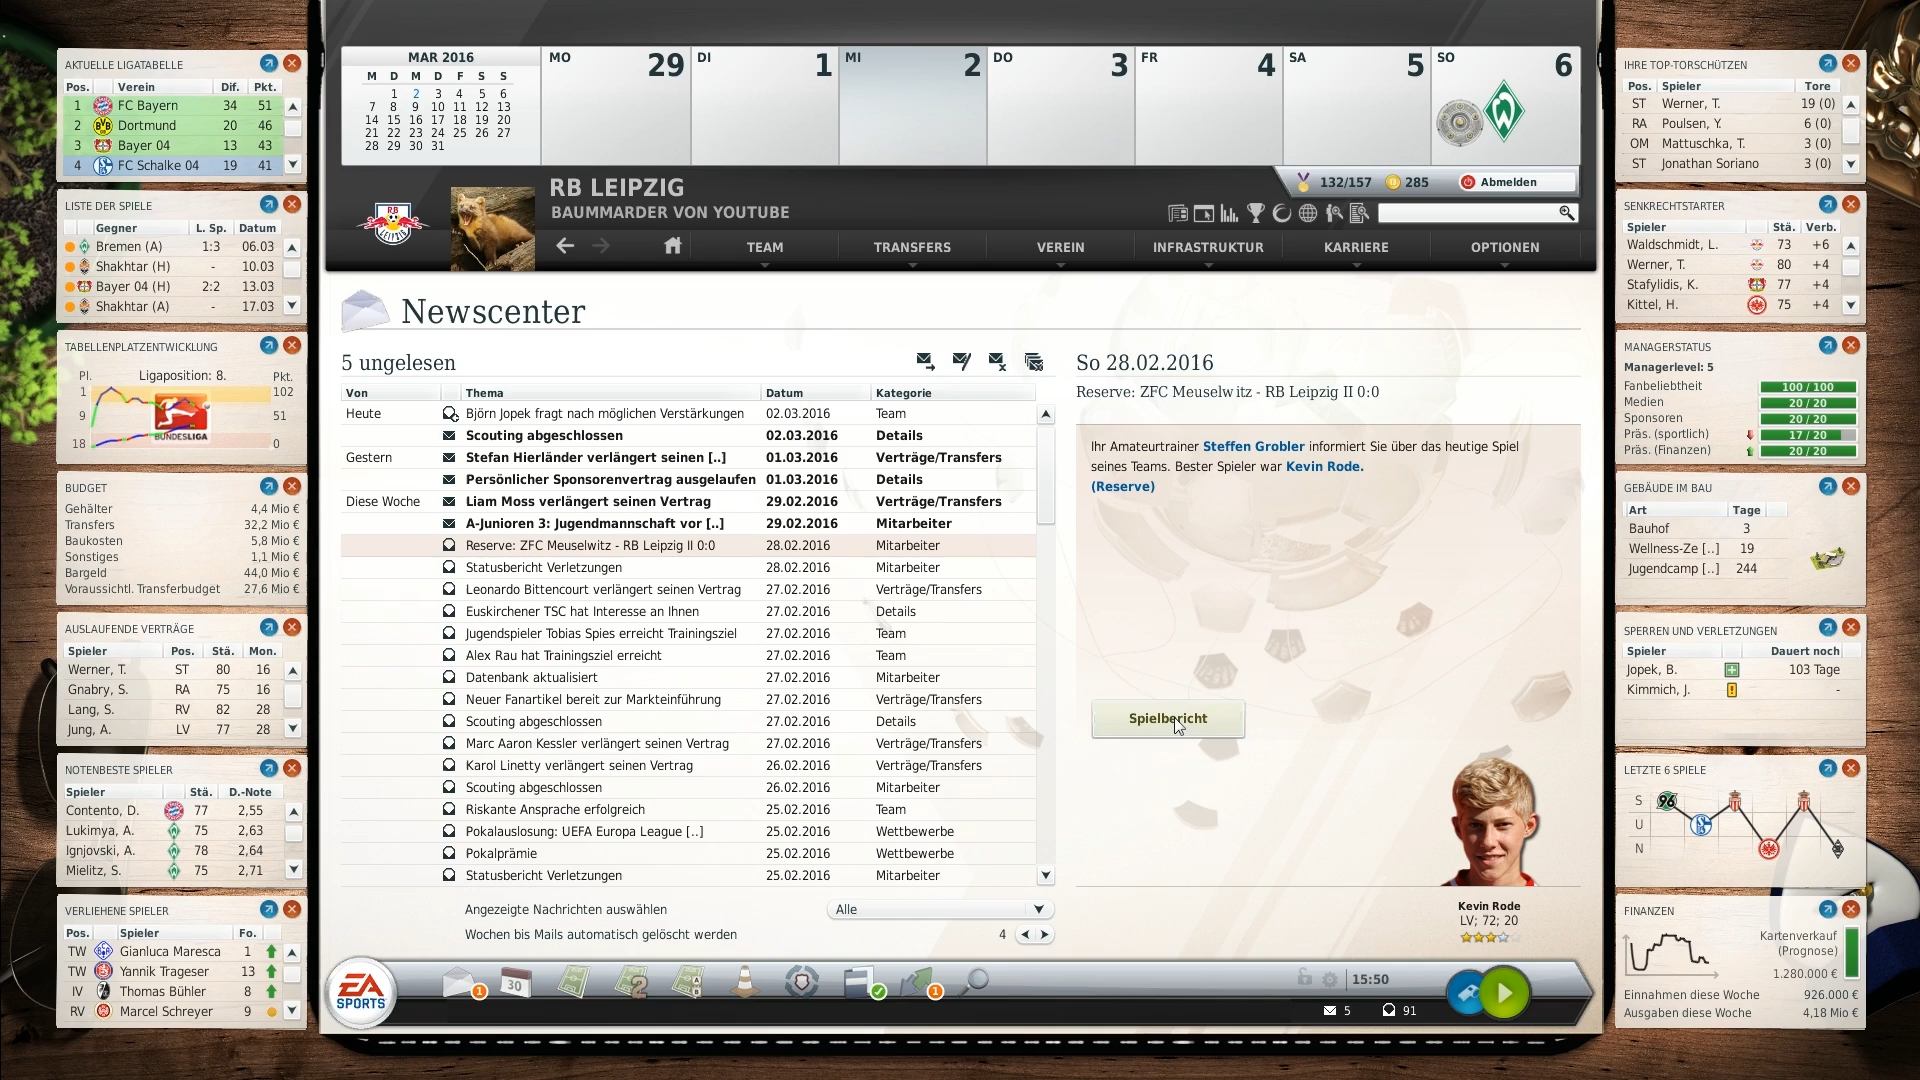 AKTUELLE LIGATABELLE
Pos. Verein Dif. Pkt.
1 FC Bayern 34 51
2 Dortmund 20 46
3 Bayer 04 13 43
4 FC Schalke 04 19 41
LISTE DER SPIELE
Gegner L. Sp. Datum
Bremen (A) 1:3 06.03
Shakhtar (H) - 10.03
Bayer 04 (H) 2:2 13.03
Shakhtar (A) - 17.03
TABELLENPLATZENTWICKLUNG
Pl. Ligaposition: 8. Pkt.
1 102
9 51
18 0
BUNDESLIGA
BUDGET
Gehälter 4,4 Mio €
Transfers 32,2 Mio €
Baukosten 5,8 Mio €
Sonstiges 1,1 Mio €
Bargeld 44,0 Mio €
Voraussichtl. Transferbudget 27,6 Mio €
AUSLAUFENDE VERTRÄGE
Spieler Pos. Stä. Mon.
Werner, T. ST 80 16
Gnabry, S. RA 75 16
Lang, S. RV 82 28
Jung, A. LV 77 28
NOTENBESTE SPIELER
Spieler Stä. D.-Note
Contento, D. 77 2,55
Lukimya, A. 75 2,63
Ignjovski, A. 78 2,64
Mielitz, S. 75 2,71
VERLIEHENE SPIELER
Pos. Spieler Fo.
TW Gianluca Maresca 1
TW Yannik Trageser 13
IV Thomas Bühler 8
RV Marcel Schreyer 9
MAR 2016
M D M D F S S
1 2 3 4 5 6
7 8 9 10 11 12 13
14 15 16 17 18 19 20
21 22 23 24 25 26 27
28 29 30 31
MO 29 DI 1 MI 2 DO 3 FR 4 SA 5 SO 6
132/157 285 Abmelden
RB LEIPZIG
BAUMMARDER VON YOUTUBE
RB
LEIPZIG
TEAM TRANSFERS VEREIN INFRASTRUKTUR KARRIERE OPTIONEN
Newscenter
5 ungelesen
Von Thema Datum Kategorie
Heute Björn Jopek fragt nach möglichen Verstärkungen 02.03.2016 Team
Scouting abgeschlossen 02.03.2016 Details
Gestern Stefan Hierländer verlängert seinen [..] 01.03.2016 Verträge/Transfers
Persönlicher Sponsorenvertrag ausgelaufen 01.03.2016 Details
Diese Woche Liam Moss verlängert seinen Vertrag 29.02.2016 Verträge/Transfers
A-Junioren 3: Jugendmannschaft vor [..] 29.02.2016 Mitarbeiter
Reserve: ZFC Meuselwitz - RB Leipzig II 0:0 28.02.2016 Mitarbeiter
Statusbericht Verletzungen 28.02.2016 Mitarbeiter
Leonardo Bittencourt verlängert seinen Vertrag 27.02.2016 Verträge/Transfers
Euskirchener TSC hat Interesse an Ihnen 27.02.2016 Details
Jugendspieler Tobias Spies erreicht Trainingsziel 27.02.2016 Team
Alex Rau hat Trainingsziel erreicht 27.02.2016 Team
Datenbank aktualisiert 27.02.2016 Mitarbeiter
Neuer Fanartikel bereit zur Markteinführung 27.02.2016 Verträge/Transfers
Scouting abgeschlossen 27.02.2016 Details
Marc Aaron Kessler verlängert seinen Vertrag 27.02.2016 Verträge/Transfers
Karol Linetty verlängert seinen Vertrag 26.02.2016 Verträge/Transfers
Scouting abgeschlossen 26.02.2016 Mitarbeiter
Riskante Ansprache erfolgreich 25.02.2016 Team
Pokalauslosung: UEFA Europa League [..] 25.02.2016 Wettbewerbe
Pokalprämie 25.02.2016 Wettbewerbe
Statusbericht Verletzungen 25.02.2016 Mitarbeiter
Angezeigte Nachrichten auswählen Alle
Wochen bis Mails automatisch gelöscht werden 4
So 28.02.2016
Reserve: ZFC Meuselwitz - RB Leipzig II 0:0
Ihr Amateurtrainer Steffen Grobler informiert Sie über das heutige Spiel
seines Teams. Bester Spieler war Kevin Rode.
(Reserve)
Spielbericht
Kevin Rode
LV; 72; 20
EA
SPORTS
1 30 2 1 15:50
5 91
IHRE TOP-TORSCHÜTZEN
Pos. Spieler Tore
ST Werner, T. 19 (0)
RA Poulsen, Y. 6 (0)
OM Mattuschka, T. 3 (0)
ST Jonathan Soriano 3 (0)
SENKRECHTSTARTER
Spieler Stä. Verb.
Waldschmidt, L. 73 +6
Werner, T. 80 +4
Stafylidis, K. 77 +4
Kittel, H. 75 +4
MANAGERSTATUS
Managerlevel: 5
Fanbeliebtheit 100 / 100
Medien 20 / 20
Sponsoren 20 / 20
Präs. (sportlich) 17 / 20
Präs. (Finanzen) 20 / 20
GEBÄUDE IM BAU
Art Tage
Bauhof 3
Wellness-Ze [..] 19
Jugendcamp [..] 244
SPERREN UND VERLETZUNGEN
Spieler Dauert noch
Jopek, B. 103 Tage
Kimmich, J. -
LETZTE 6 SPIELE
S 96
U
N
FINANZEN
Kartenverkauf
(Prognose)
1.280.000 €
Einnahmen diese Woche 926.000 €
Ausgaben diese Woche 4,18 Mio €